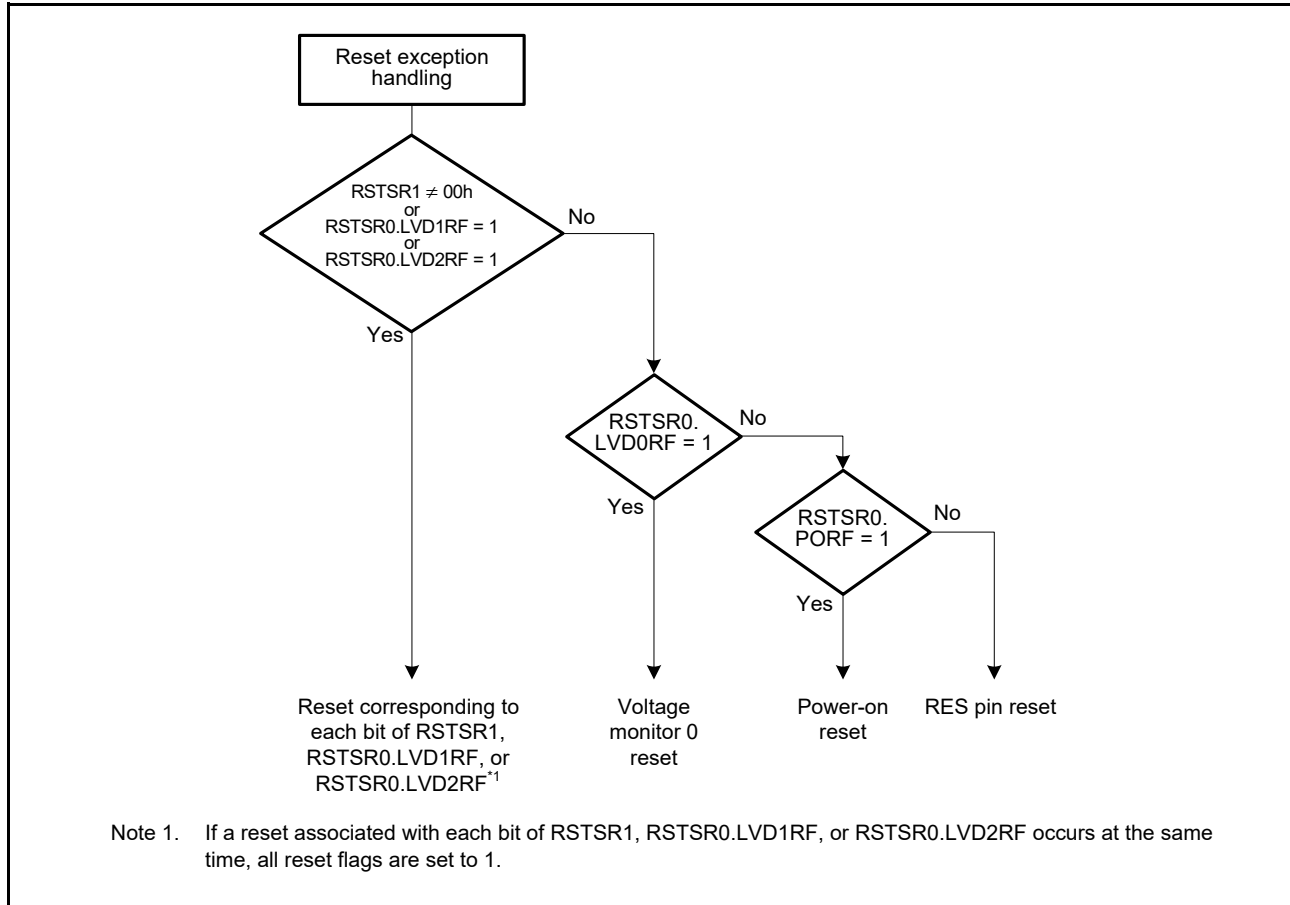 Reset exception
handling
RSTSR1 ≠ 00h
or
RSTSR0.LVD1RF = 1
or
RSTSR0.LVD2RF = 1
No
Yes
RSTSR0.
LVD0RF = 1
No
Yes
RSTSR0.
PORF = 1
No
Yes
Reset corresponding to
each bit of RSTSR1,
RSTSR0.LVD1RF, or
RSTSR0.LVD2RF*1
Voltage
monitor 0
reset
Power-on
reset
RES pin reset
Note 1. If a reset associated with each bit of RSTSR1, RSTSR0.LVD1RF, or RSTSR0.LVD2RF occurs at the same
time, all reset flags are set to 1.